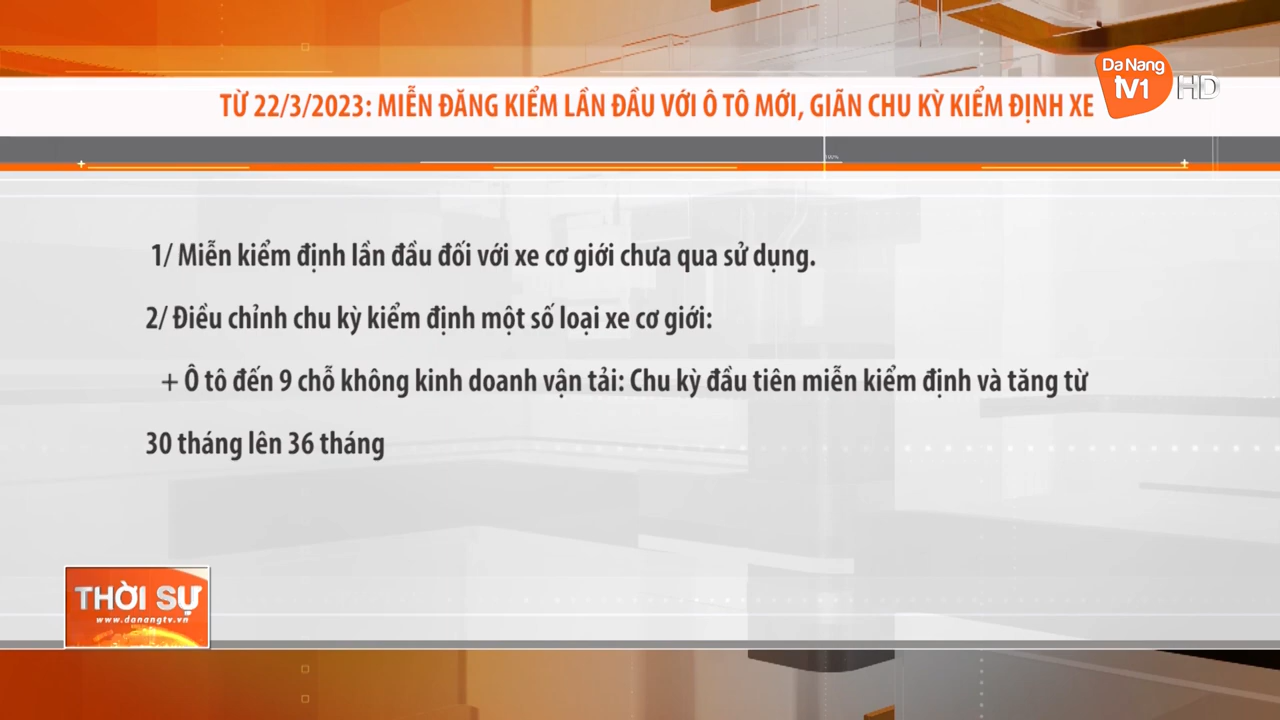 Da Nang
tv1 HD
TỪ 22/3/2023: MIỄN ĐĂNG KIỂM LẦN ĐẦU VỚI Ô TÔ MỚI, GIÃN CHU KỲ KIỂM ĐỊNH XE
100%
1/ Miễn kiểm định lần đầu đối với xe cơ giới chưa qua sử dụng.
2/ Điều chỉnh chu kỳ kiểm định một số loại xe cơ giới:
+ Ô tô đến 9 chỗ không kinh doanh vận tải: Chu kỳ đầu tiên miễn kiểm định và tăng từ
30 tháng lên 36 tháng
THỜI SỰ
www.danangtv.vn